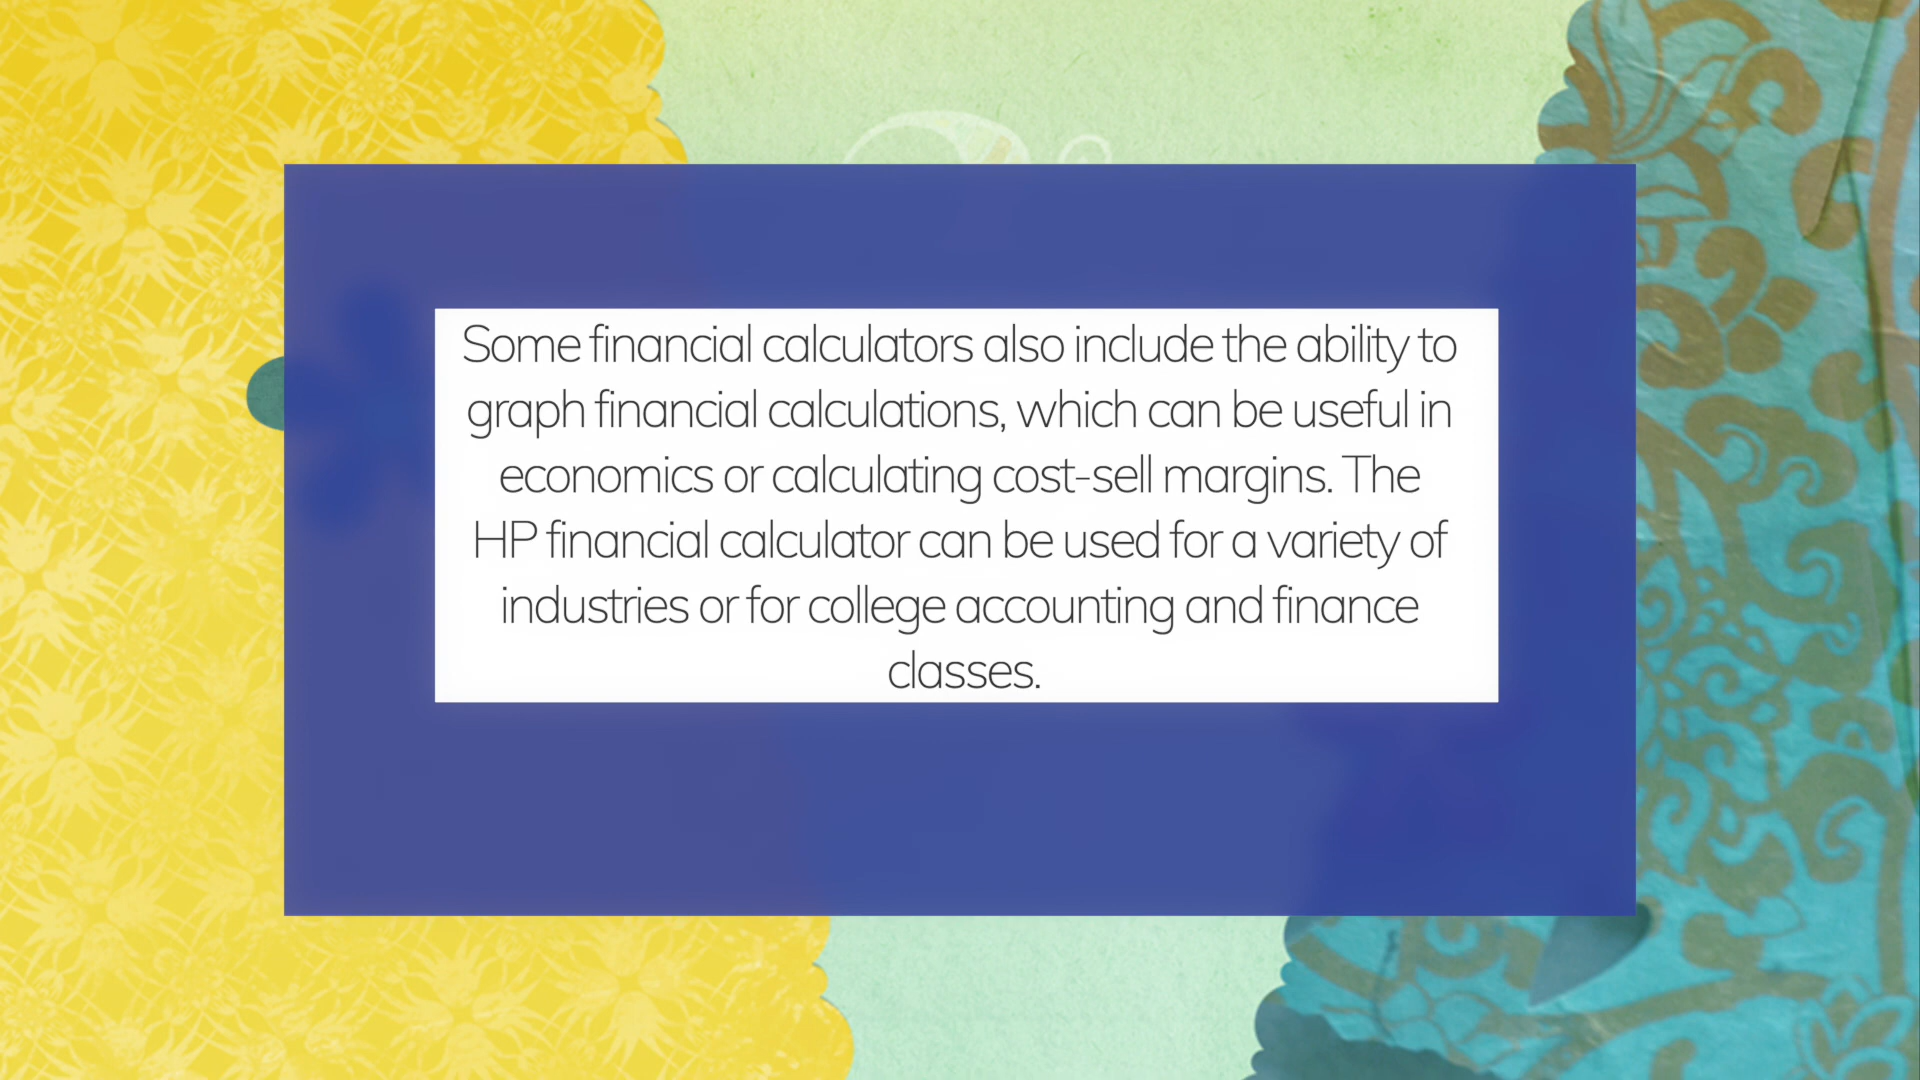 Some financial calculators also include the ability to
graph financial calculations, which can be useful in
economics or calculating cost-sell margins. The
HP financial calculator can be used for a variety of
industries or for college accounting and finance
classes.